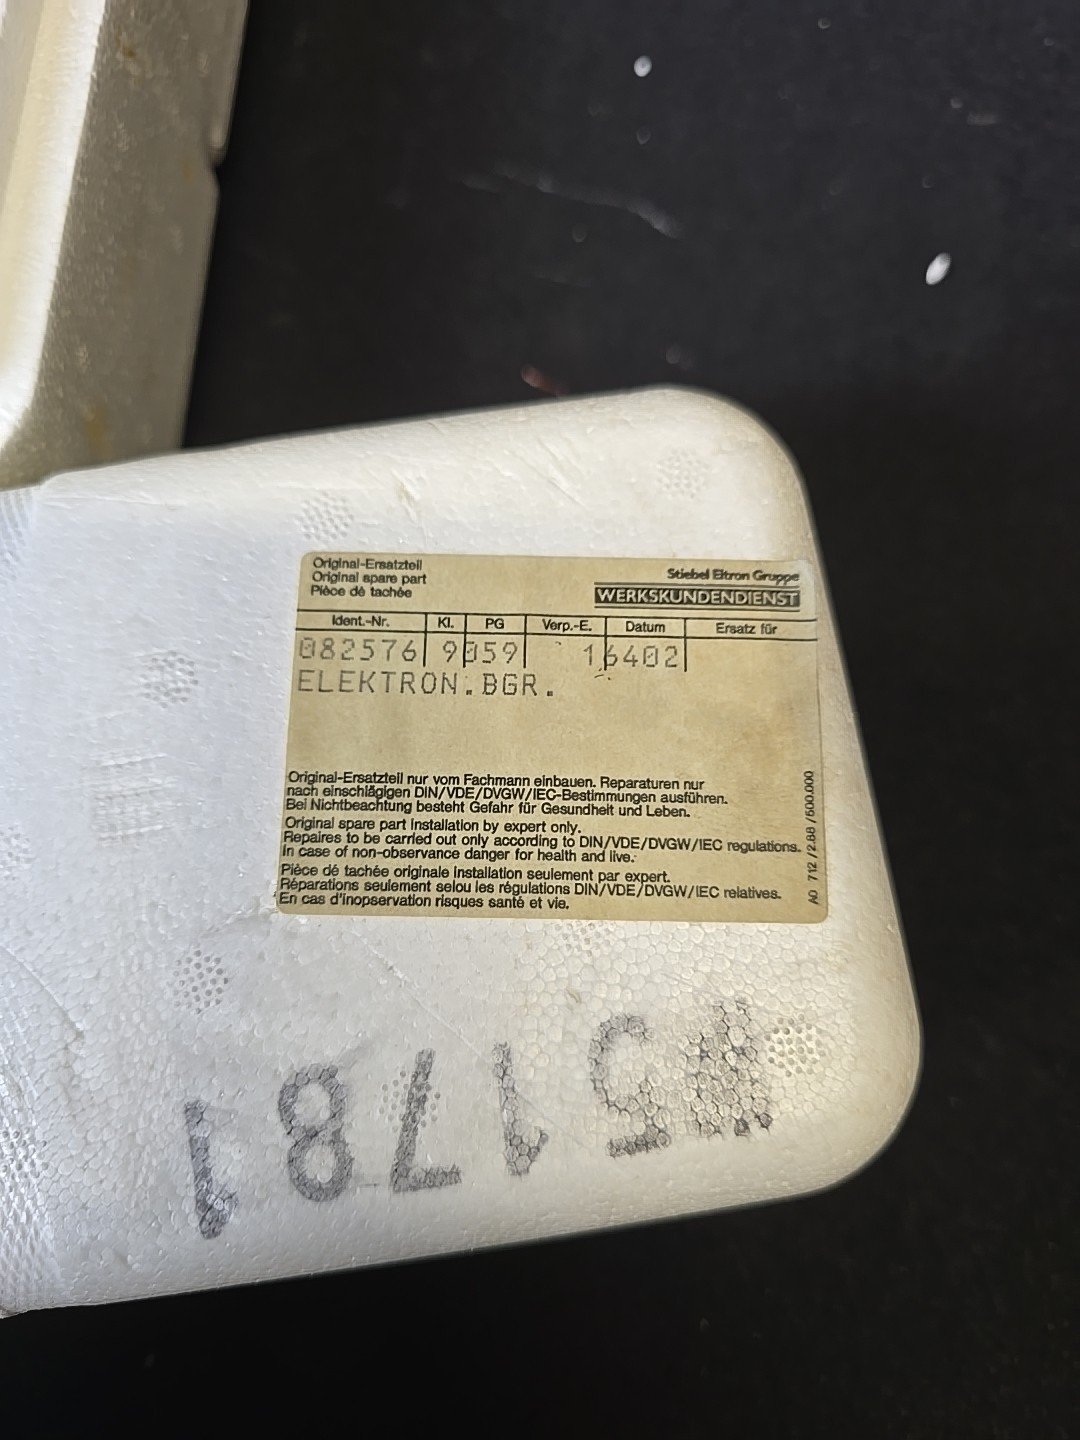 Original-Ersatzteil
Original spare part
Pièce dé tachée
Stiebel Eltron Gruppe
WERKSKUNDENDIENST
Ident.-Nr. Kl. PG Verp.-E. Datum Ersatz für
082576 9059 16402
ELEKTRON.BGR.
Original-Ersatzteil nur vom Fachmann einbauen. Reparaturen nur
nach einschlägigen DIN/VDE/DVGW/IEC-Bestimmungen ausführen.
Bei Nichtbeachtung besteht Gefahr für Gesundheit und Leben.
Original spare part Installation by expert only.
Repaires to be carried out only according to DIN/VDE/DVGW/IEC regulations.
In case of non-observance danger for health and live.
Pièce dé tachée originale Installation seulement par expert.
Réparations seulement selou les régulations DIN/VDE/DVGW/IEC relatives.
En cas d'inopservation risques santé et vie.
AD 712/2.88/500.000